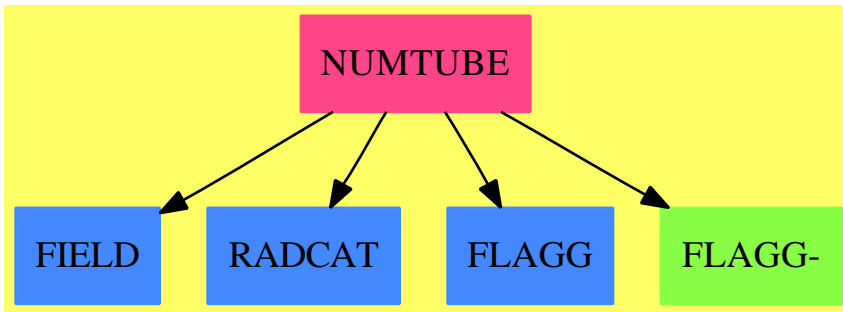 NUMTUBE
FIELD
RADCAT
FLAGG
FLAGG-